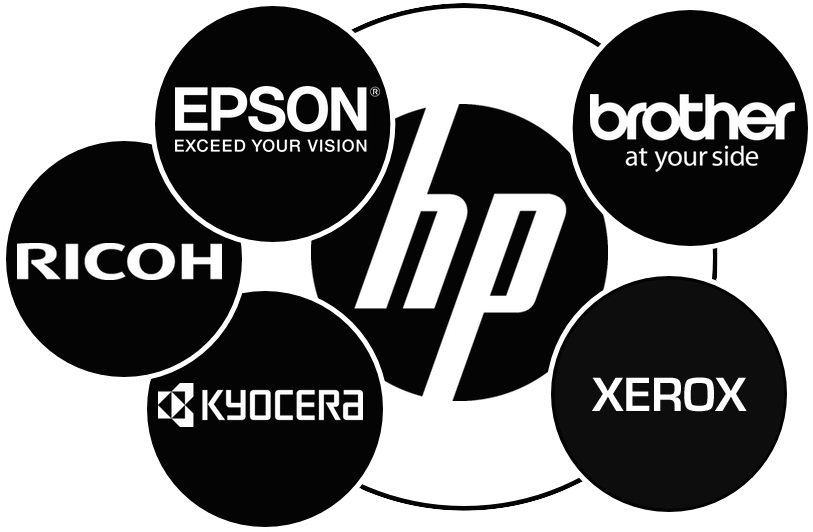 EPSON®
EXCEED YOUR VISION
brother
at your side
hp
RICOH
KYOCERA
XEROX